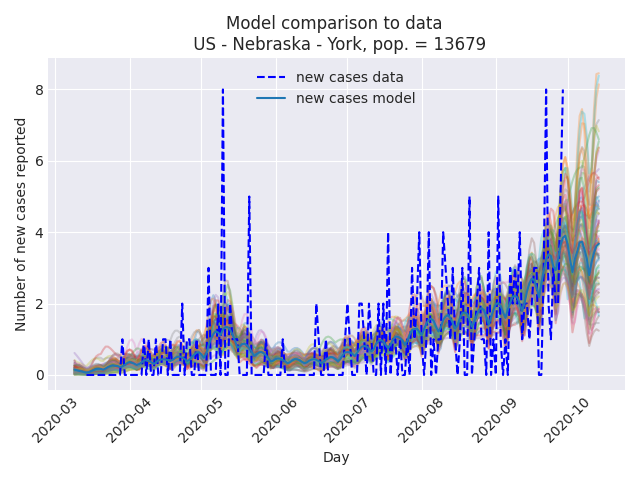 Model comparison to data
US - Nebraska - York, pop. = 13679
new cases data
new cases model
Number of new cases reported
8
6
4
2
0
2020-03
2020-04
2020-05
2020-06
2020-07
2020-08
2020-09
2020-10
Day